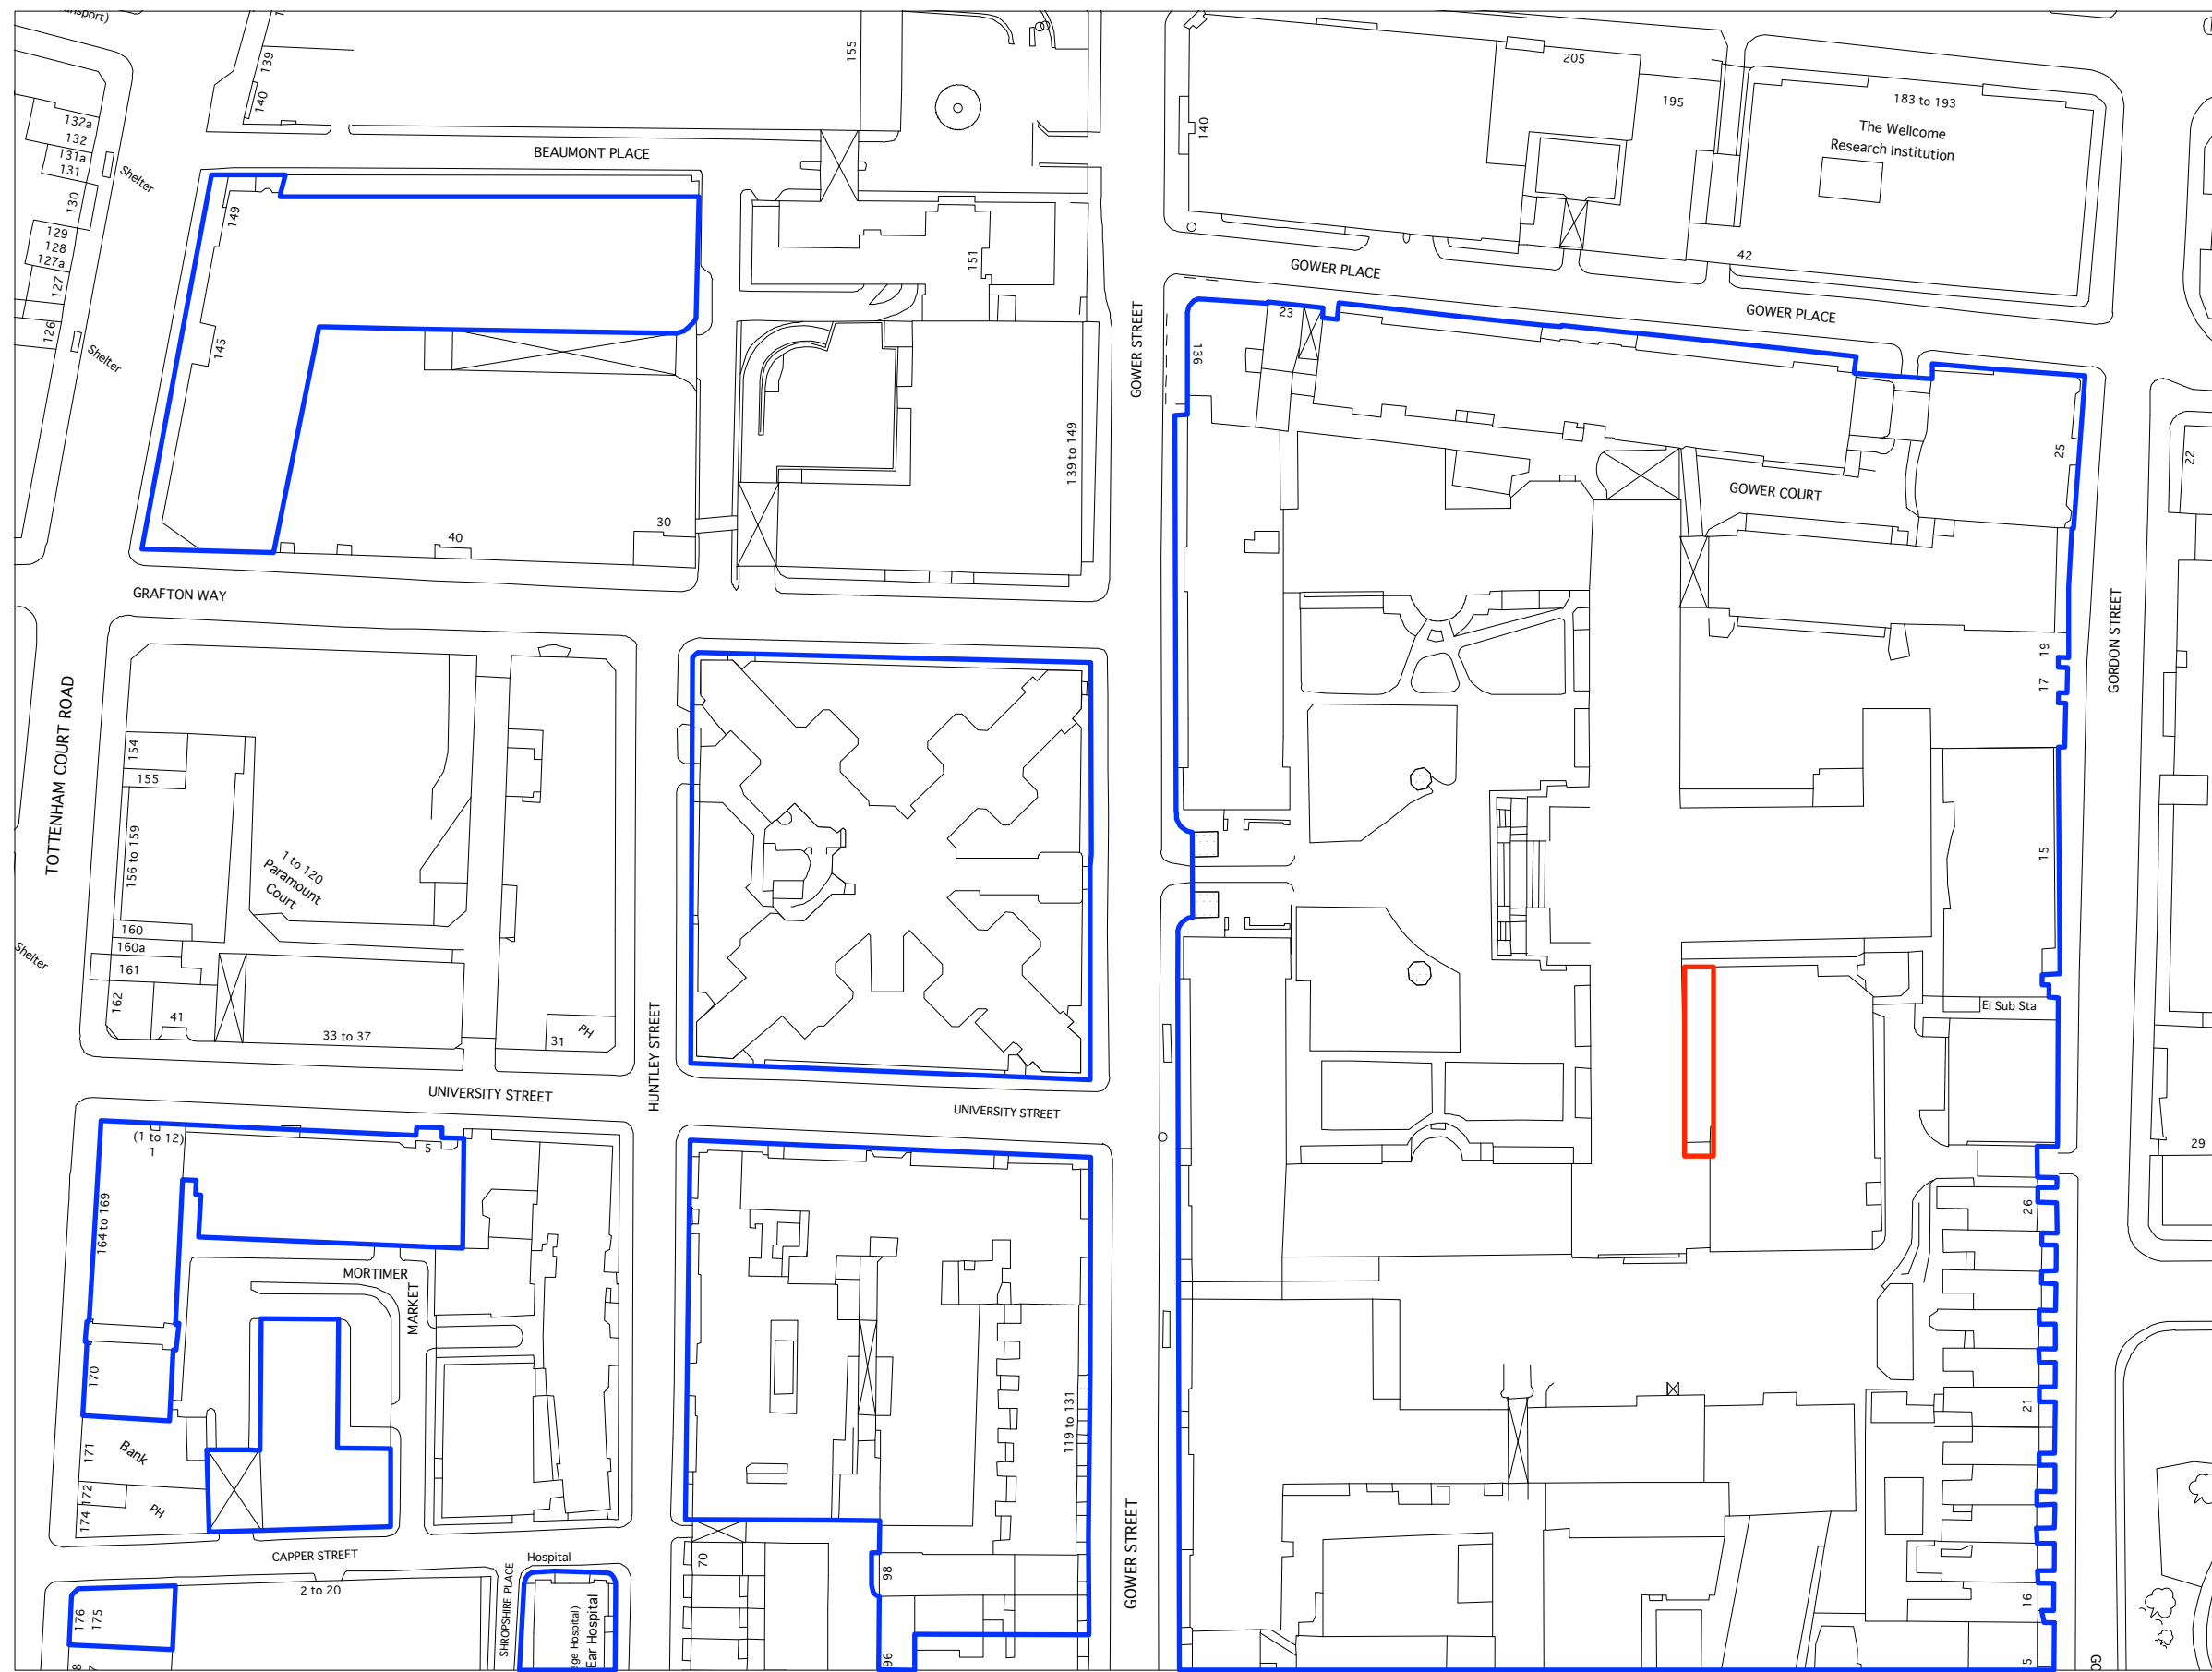 nsport)
139
140
155
132a
132
131a
131
130
129
128
127a
127
126
Shelter
Shelter
BEAUMONT PLACE
149
145
151
140
205
195
183 to 193
The Wellcome
Research Institution
42
GOWER PLACE
GOWER PLACE
GOWER STREET
23
136
25
22
139 to 149
GOWER COURT
30
40
GRAFTON WAY
TOTTENHAM COURT ROAD
154
155
156 to 159
1 to 120
Paramount
Court
160
160a
161
162
41
33 to 37
PH
31
Shelter
HUNTLEY STREET
GORDON STREET
19
17
15
El Sub Sta
29
UNIVERSITY STREET
UNIVERSITY STREET
(1 to 12)
1
5
164 to 169
MORTIMER
MARKET
170
171
Bank
172
174
PH
119 to 131
26
21
16
5
CAPPER STREET
2 to 20
176
175
SHROPSHIRE PLACE
Hospital
ege Hospital)
Ear Hospital
70
98
96
GOWER STREET
GO